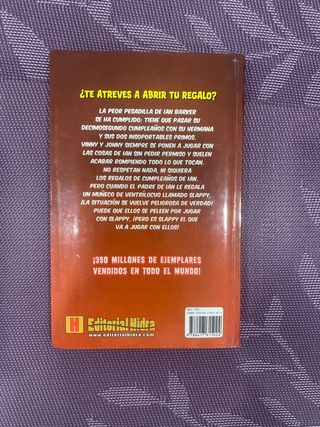 ¿TE ATREVES A ABRIR TU REGALO?
LA PEOR PESADILLA DE IAN BARKER
SE HA CUMPLIDO: TIENE QUE PASAR SU
DECIMOSEGUNDO CUMPLEAÑOS CON SU HERMANA
Y SUS DOS INSOPORTABLES PRIMOS.
VINNY Y JONNY SIEMPRE SE PONEN A JUGAR CON
LAS COSAS DE IAN SIN PEDIR PERMISO Y SUELEN
ACABAR ROMPIENDO TODO LO QUE TOCAN.
NO RESPETAN NADA, NI SIQUIERA
LOS REGALOS DE CUMPLEAÑOS DE IAN.
PERO CUANDO EL PADRE DE IAN LE REGALA
UN MUÑECO DE VENTRÍLOCUO LLAMADO SLAPPY,
¡LA SITUACIÓN SE VUELVE PELIGROSA DE VERDAD!
PUEDE QUE ELLOS SE PELEEN POR JUGAR
CON SLAPPY, ¡PERO ES SLAPPY EL QUE
VA A JUGAR CON ELLOS!
¡350 MILLONES DE EJEMPLARES
VENDIDOS EN TODO EL MUNDO!
H Editorial Hidra
www.editorialhidra.com